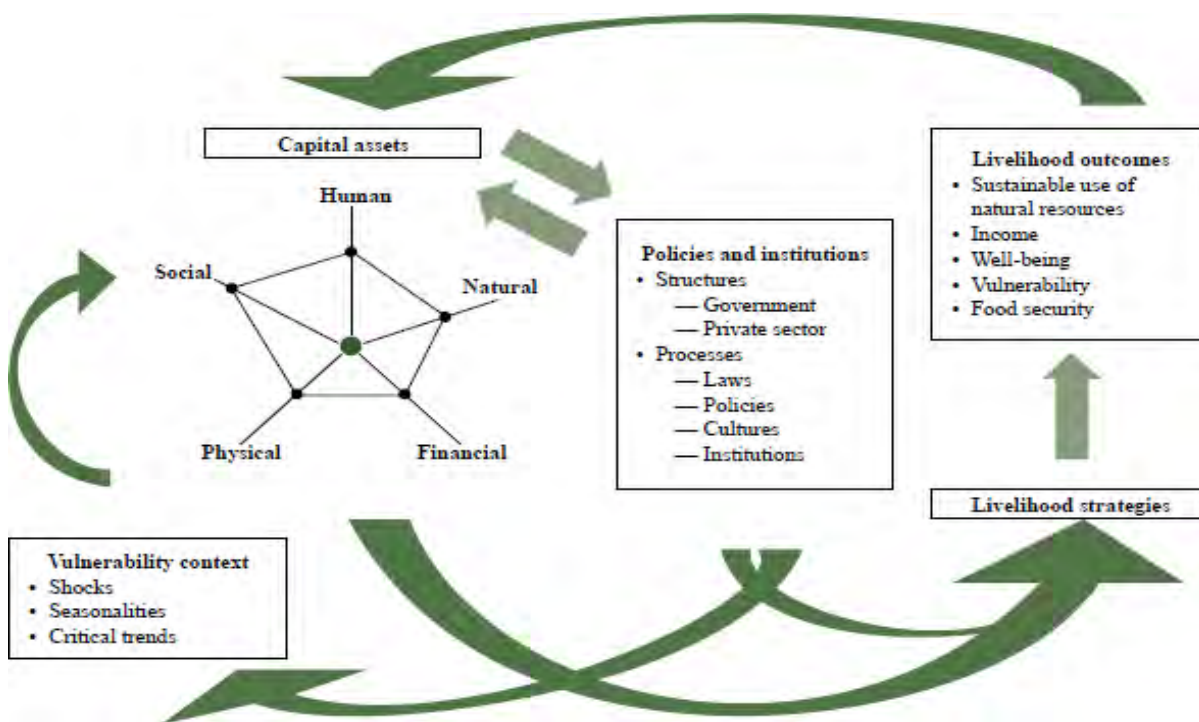 Capital assets
Human
Social
Natural
Physical
Financial
Policies and institutions
• Structures
— Government
— Private sector
• Processes
— Laws
— Policies
— Cultures
— Institutions
Livelihood outcomes
• Sustainable use of
natural resources
• Income
• Well-being
• Vulnerability
• Food security
Livelihood strategies
Vulnerability context
• Shocks
• Seasonalities
• Critical trends